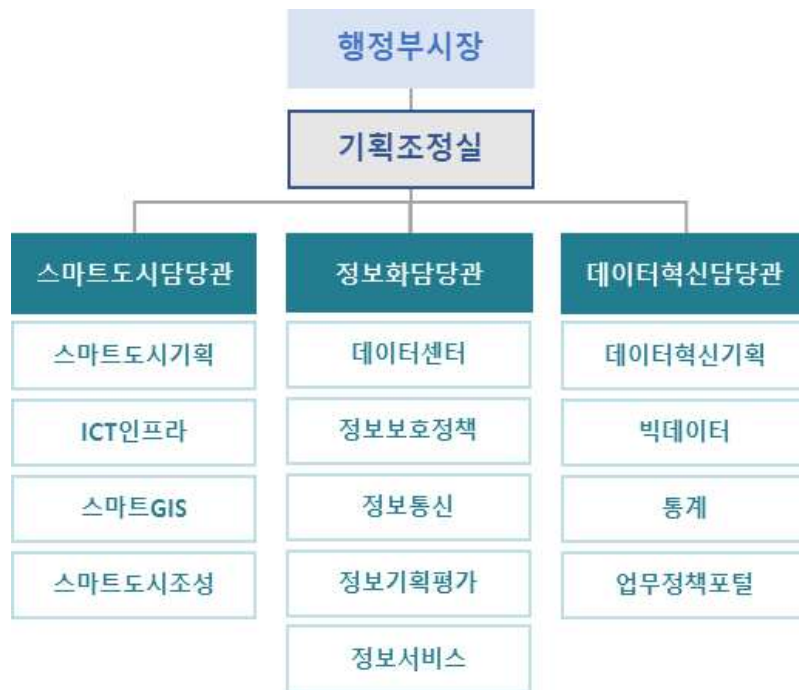 행정부시장
기획조정실
스마트도시담당관
스마트도시기획
ICT인프라
스마트GIS
스마트도시조성
정보화담당관
데이터센터
정보보호정책
정보통신
정보기획평가
정보서비스
데이터혁신담당관
데이터혁신기획
빅데이터
통계
업무정책포털